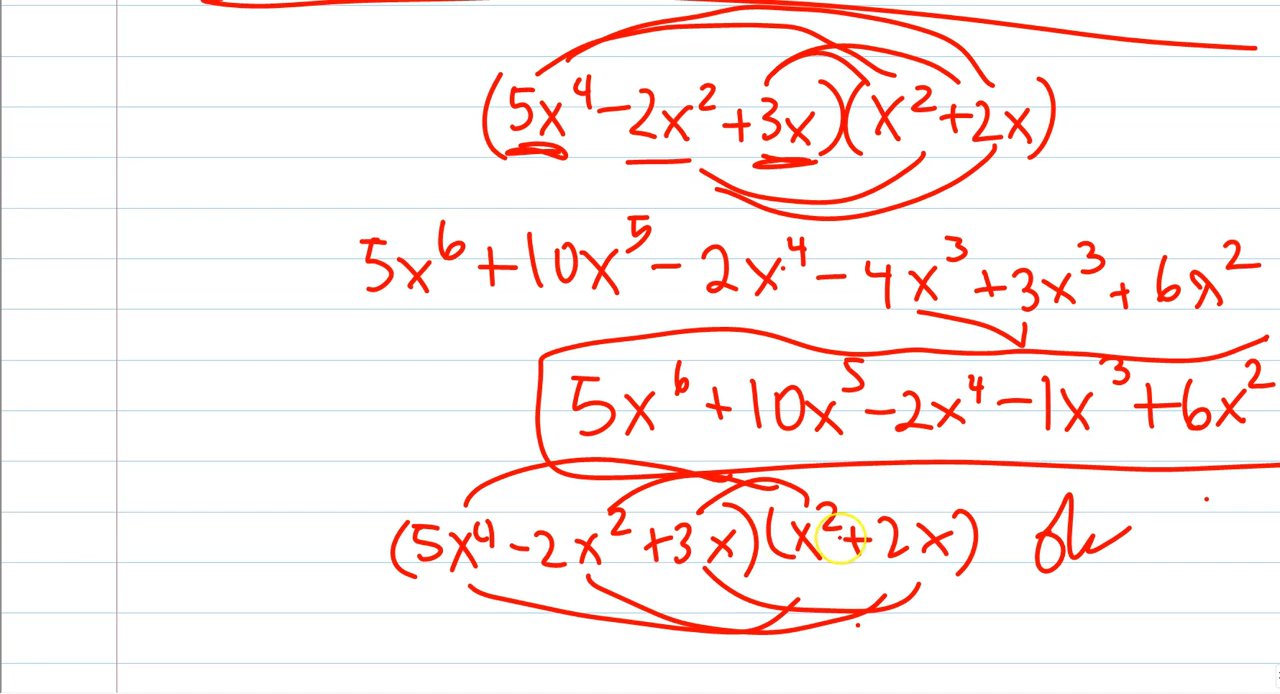 (5x⁴-2x²+3x)(x²+2x)
5x⁶+10x⁵-2x⁴-4x³+3x³+6x²
5x⁶+10x⁵-2x⁴-1x³+6x²
(5x⁴-2x²+3x)(x²+2x)